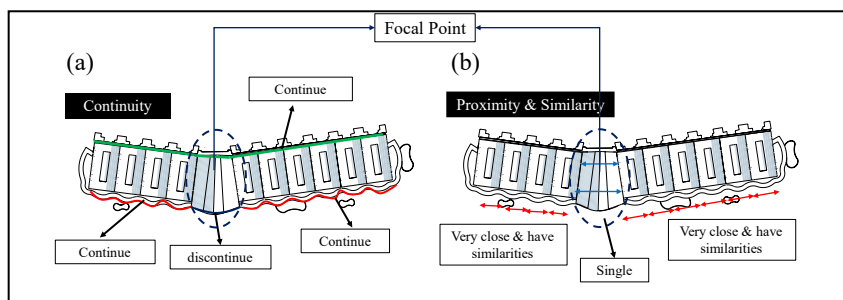 Focal Point
(a)
(b)
Continue
Continuity
Proximity & Similarity
Continue
discontinue
Continue
Very close & have
similarities
Single
Very close & have
similarities